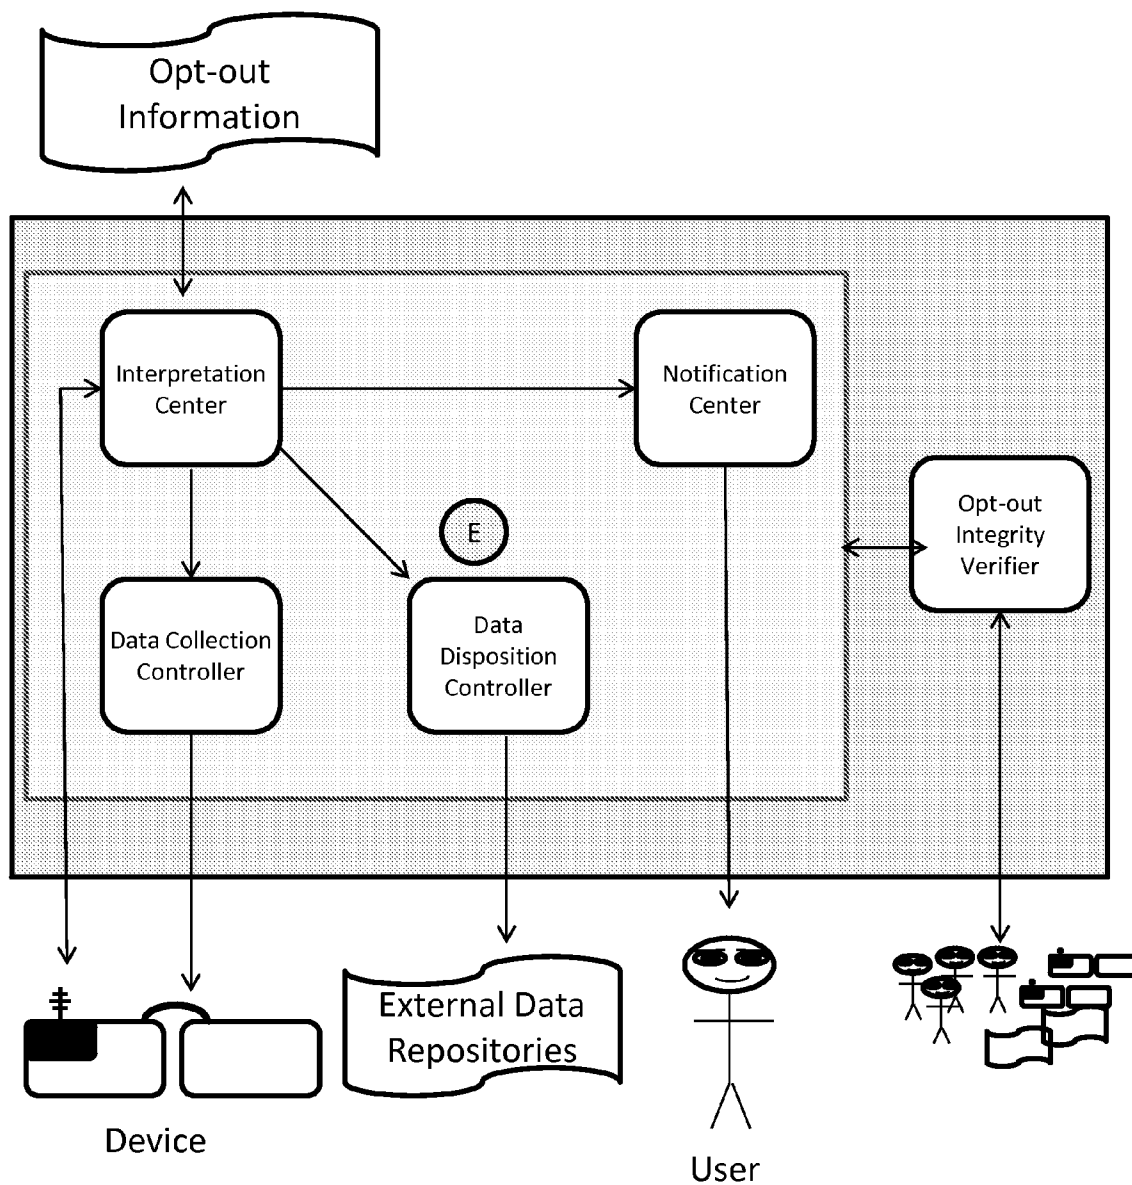 Opt-out
Information
Interpretation
Center
Notification
Center
Opt-out
Integrity
Verifier
E
Data Collection
Controller
Data
Disposition
Controller
External Data
Repositories
Device
User